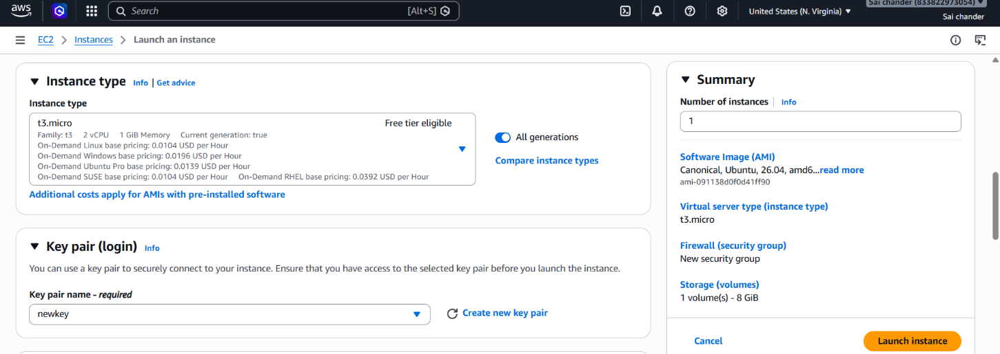 aws
Search [Alt+S]
United States (N. Virginia)
Sai chander (833822973054)
Sai chander
EC2 Instances Launch an instance
Instance type Info | Get advice
Instance type
t3.micro Free tier eligible
Family: t3 2 vCPU 1 GiB Memory Current generation: true
On-Demand Linux base pricing: 0.0104 USD per Hour
On-Demand Windows base pricing: 0.0196 USD per Hour
On-Demand Ubuntu Pro base pricing: 0.0139 USD per Hour
On-Demand SUSE base pricing: 0.0104 USD per Hour On-Demand RHEL base pricing: 0.0392 USD per Hour
All generations
Compare instance types
Additional costs apply for AMIs with pre-installed software
Key pair (login) Info
You can use a key pair to securely connect to your instance. Ensure that you have access to the selected key pair before you launch the instance.
Key pair name - required
newkey
Create new key pair
Summary
Number of instances Info
1
Software Image (AMI)
Canonical, Ubuntu, 26.04, amd6...read more
ami-091138d0f0d41ff90
Virtual server type (instance type)
t3.micro
Firewall (security group)
New security group
Storage (volumes)
1 volume(s) - 8 GiB
Cancel Launch instance